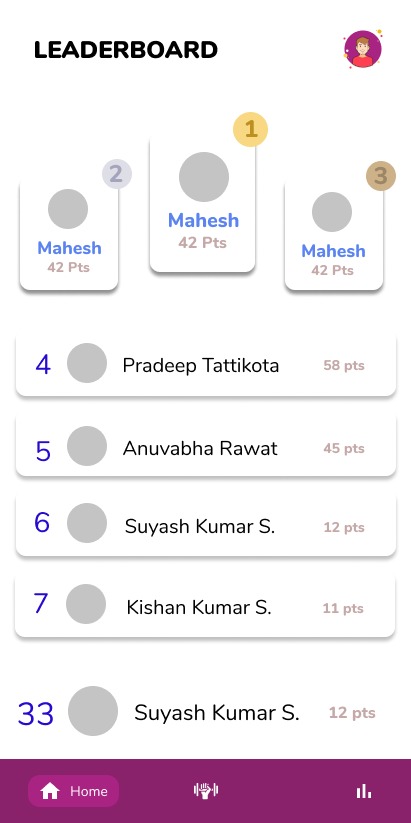 LEADERBOARD
1
2
3
Mahesh
42 Pts
Mahesh
42 Pts
Mahesh
42 Pts
4 Pradeep Tattikota 58 pts
5 Anuvabha Rawat 45 pts
6 Suyash Kumar S. 12 pts
7 Kishan Kumar S. 11 pts
33 Suyash Kumar S. 12 pts
Home